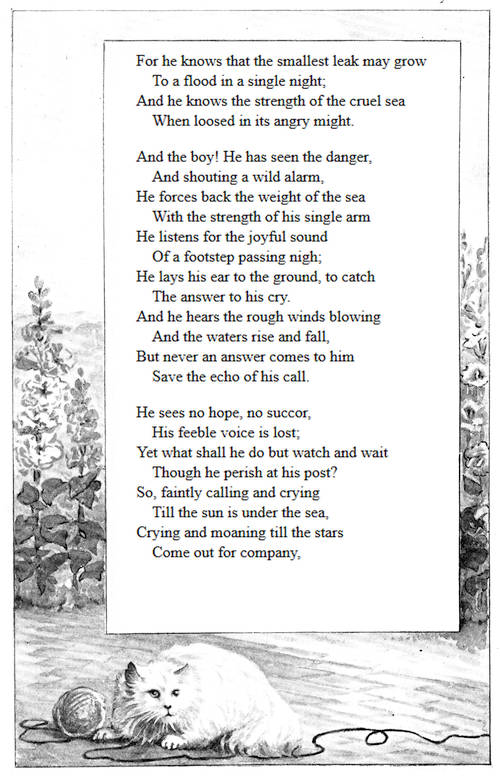 For he knows that the smallest leak may grow
To a flood in a single night;
And he knows the strength of the cruel sea
When loosed in its angry might.

And the boy! He has seen the danger,
And shouting a wild alarm,
He forces back the weight of the sea
With the strength of his single arm
He listens for the joyful sound
Of a footstep passing nigh;
He lays his ear to the ground, to catch
The answer to his cry.
And he hears the rough winds blowing
And the waters rise and fall,
But never an answer comes to him
Save the echo of his call.

He sees no hope, no succor,
His feeble voice is lost;
Yet what shall he do but watch and wait
Though he perish at his post?
So, faintly calling and crying
Till the sun is under the sea,
Crying and moaning till the stars
Come out for company,